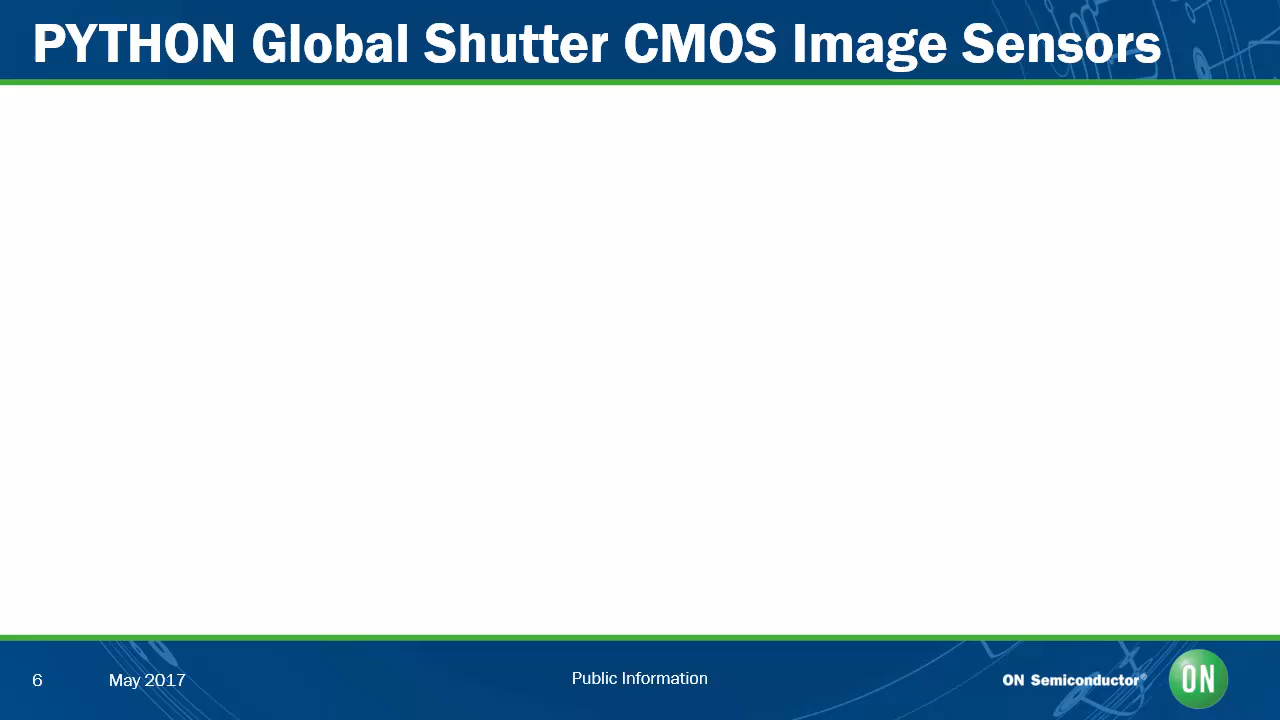 PYTHON Global Shutter CMOS Image Sensors
6
May 2017
Public Information
ON Semiconductor®
ON